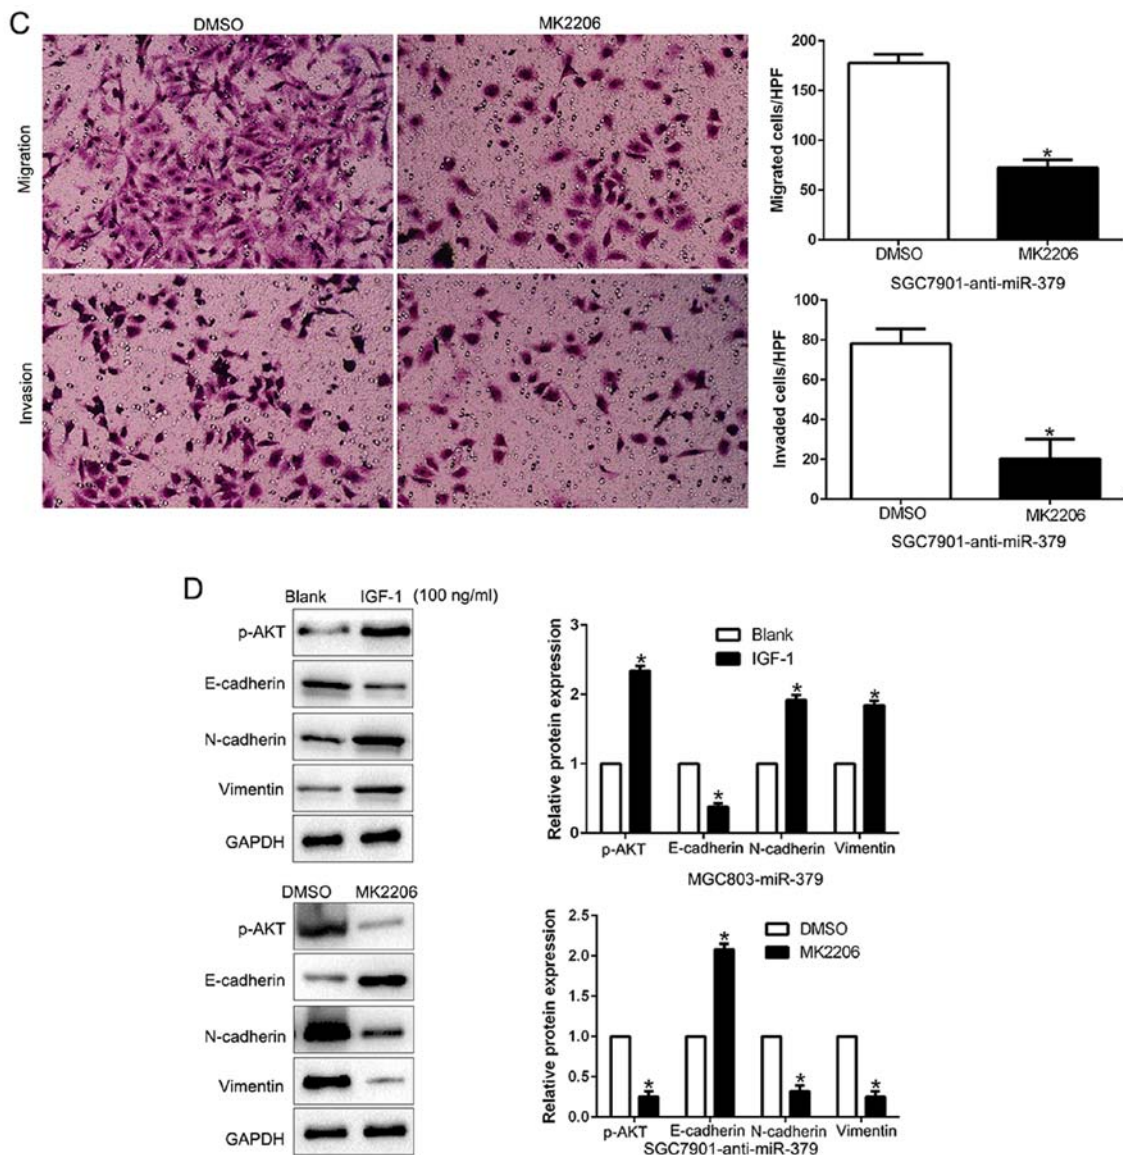 C
DMSO
MK2206
Migration
Invasion
Migrated cells/HPF
200
150
100
50
0
*
DMSO
MK2206
SGC7901-anti-miR-379
Invaded cells/HPF
100
80
60
40
20
0
*
DMSO
MK2206
SGC7901-anti-miR-379
D
Blank IGF-1 (100 ng/ml)
p-AKT
E-cadherin
N-cadherin
Vimentin
GAPDH
Relative protein expression
3
2
1
0
Blank
IGF-1
* * * *
p-AKT E-cadherin N-cadherin Vimentin
MGC803-miR-379
DMSO MK2206
p-AKT
E-cadherin
N-cadherin
Vimentin
GAPDH
Relative protein expression
2.5
2.0
1.5
1.0
0.5
0.0
DMSO
MK2206
* * * *
p-AKT E-cadherin N-cadherin Vimentin
SGC7901-anti-miR-379